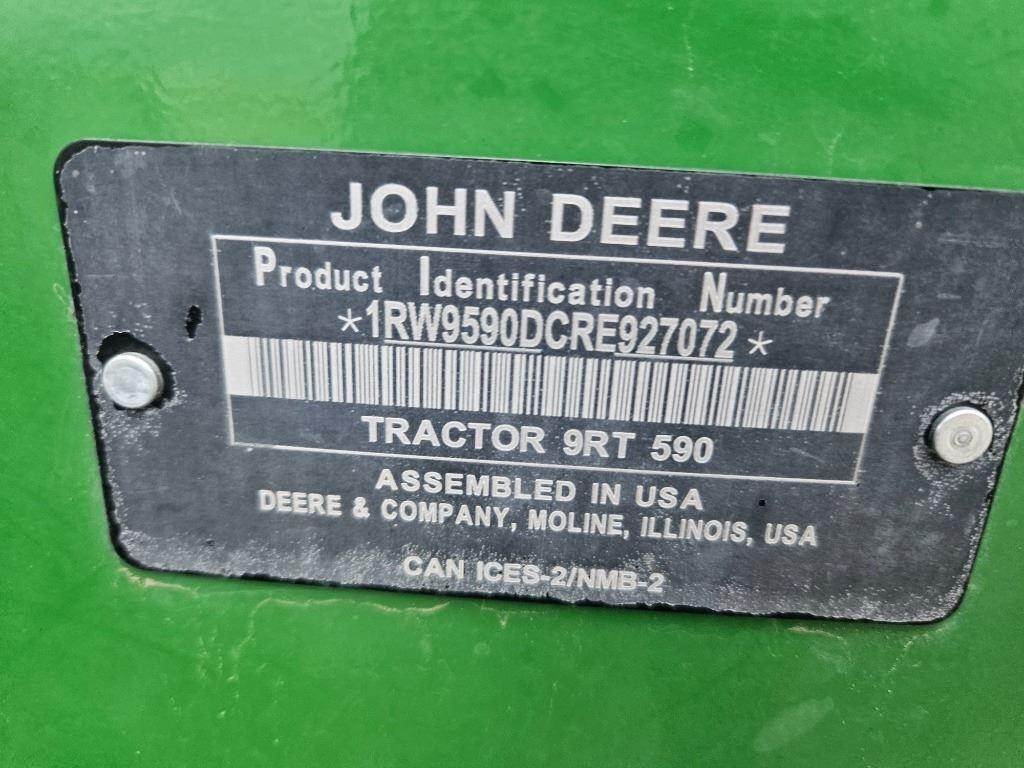 JOHN DEERE
Product Identification Number
*1RW9590DCRE927072*
TRACTOR 9RT 590
ASSEMBLED IN USA
DEERE & COMPANY, MOLINE, ILLINOIS, USA
CAN ICES-2/NMB-2